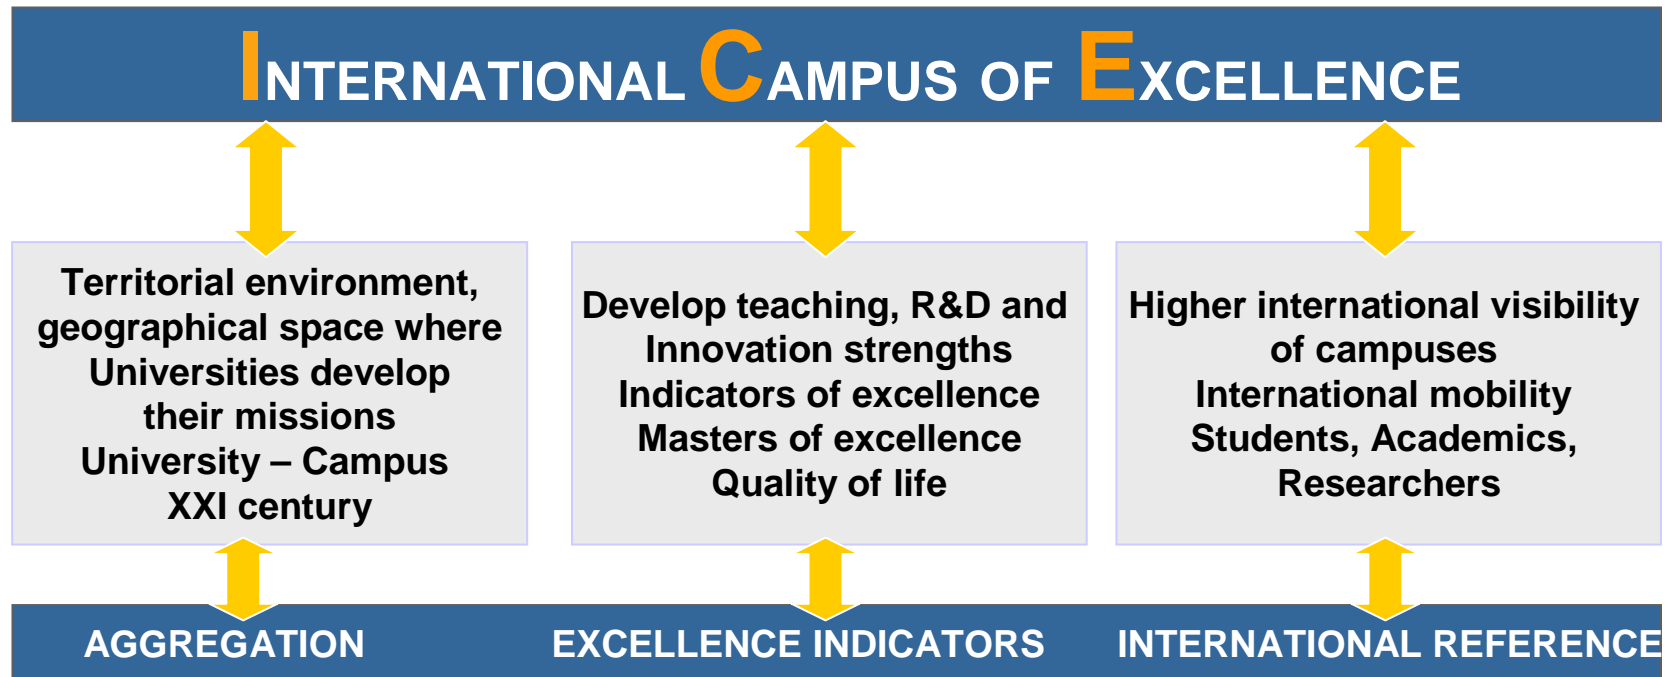 INTERNATIONAL CAMPUS OF EXCELLENCE
Territorial environment,
geographical space where
Universities develop
their missions
University – Campus
XXI century
Develop teaching, R&D and
Innovation strengths
Indicators of excellence
Masters of excellence
Quality of life
Higher international visibility
of campuses
International mobility
Students, Academics,
Researchers
AGGREGATION
EXCELLENCE INDICATORS
INTERNATIONAL REFERENCE